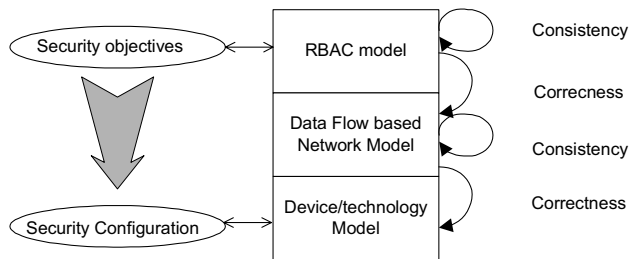 Security objectives
RBAC model
Consistency
Correcness
Data Flow based
Network Model
Consistency
Security Configuration
Device/technology
Model
Correctness